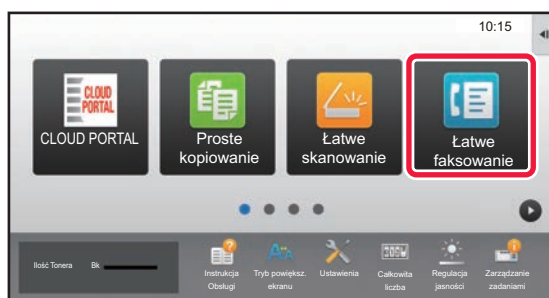 10:15
CLOUD
PORTAL
CLOUD PORTAL
Proste
kopiowanie
Łatwe
skanowanie
Łatwe
faksowanie
Ilość Tonera Bk
Instrukcja
Obsługi
Tryb powiększ.
ekranu
Ustawienia
Całkowita
liczba
Regulacja
jasności
Zarządzanie
zadaniami